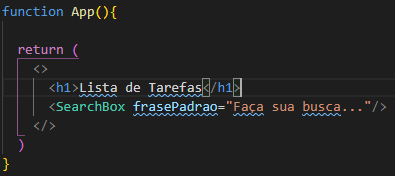 function App(){
return (
<>
<h1>Lista de Tarefas</h1>
<SearchBox frasePadrao="Faça sua busca..."/>
</>
)
}